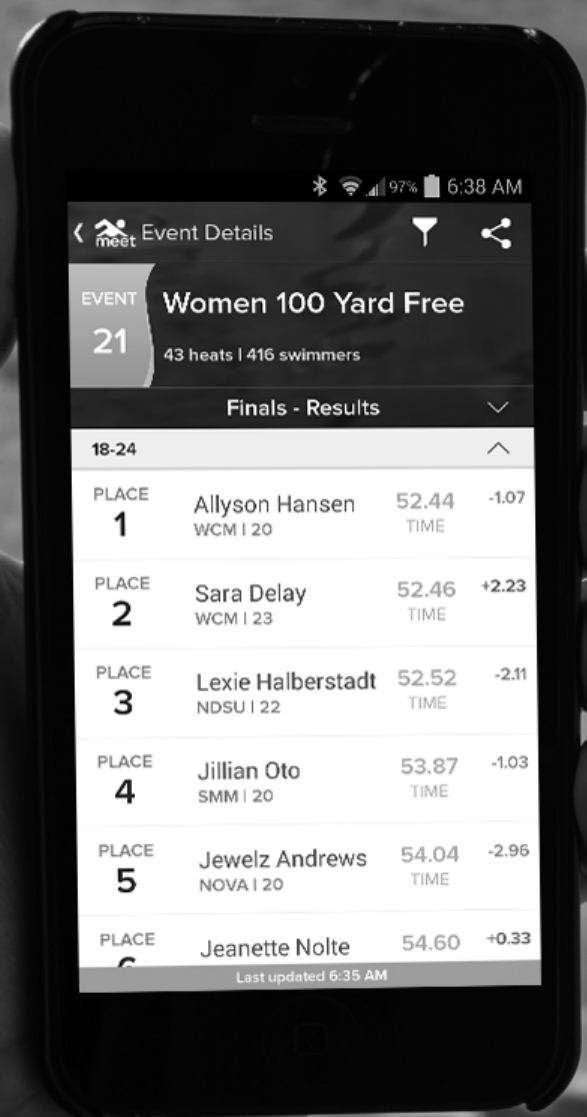 97% 6:38 AM
meet Event Details
EVENT
21
Women 100 Yard Free
43 heats | 416 swimmers
Finals - Results
18-24
PLACE
1
Allyson Hansen
WCM | 20
52.44
TIME
-1.07
PLACE
2
Sara Delay
WCM | 23
52.46
TIME
+2.23
PLACE
3
Lexie Halberstadt
NDSU | 22
52.52
TIME
-2.11
PLACE
4
Jillian Oto
SMM | 20
53.87
TIME
-1.03
PLACE
5
Jewelz Andrews
NOVA | 20
54.04
TIME
-2.96
PLACE
6
Jeanette Nolte
54.60
+0.33
Last updated 6:35 AM